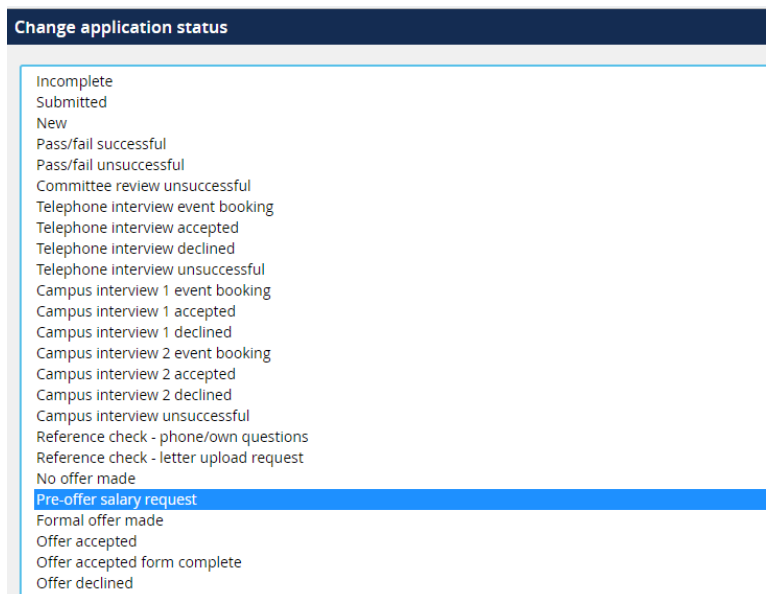 Change application status
Incomplete
Submitted
New
Pass/fail successful
Pass/fail unsuccessful
Committee review unsuccessful
Telephone interview event booking
Telephone interview accepted
Telephone interview declined
Telephone interview unsuccessful
Campus interview 1 event booking
Campus interview 1 accepted
Campus interview 1 declined
Campus interview 2 event booking
Campus interview 2 accepted
Campus interview 2 declined
Campus interview unsuccessful
Reference check - phone/own questions
Reference check - letter upload request
No offer made
Pre-offer salary request
Formal offer made
Offer accepted
Offer accepted form complete
Offer declined